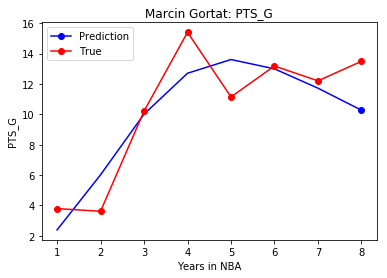 Marcin Gortat: PTS_G
Prediction
True
PTS_G
16
14
12
10
8
6
4
2
1 2 3 4 5 6 7 8
Years in NBA